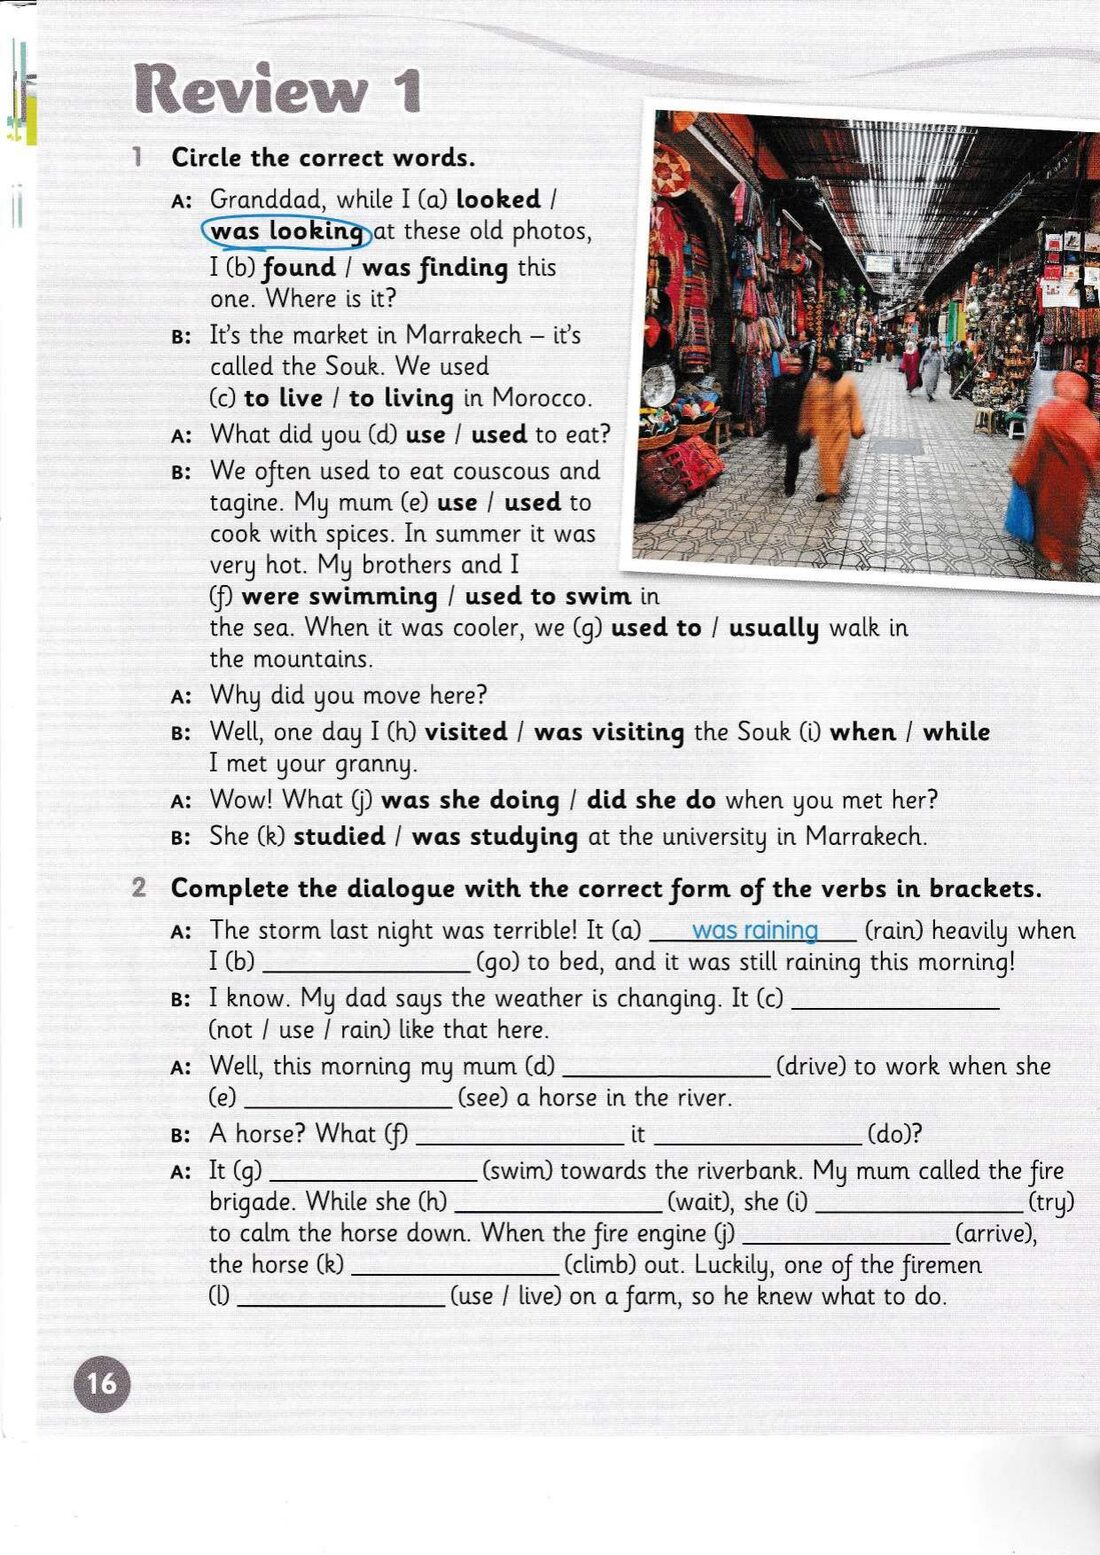 Review 1
1 Circle the correct words.
A: Granddad, while I (a) looked /
was looking at these old photos,
I (b) found / was finding this
one. Where is it?
B: It's the market in Marrakech – it's
called the Souk. We used
(c) to live / to living in Morocco.
A: What did you (d) use / used to eat?
B: We often used to eat couscous and
tagine. My mum (e) use / used to
cook with spices. In summer it was
very hot. My brothers and I
(f) were swimming / used to swim in
the sea. When it was cooler, we (g) used to / usually walk in
the mountains.
A: Why did you move here?
B: Well, one day I (h) visited / was visiting the Souk (i) when / while
I met your granny.
A: Wow! What (j) was she doing / did she do when you met her?
B: She (k) studied / was studying at the university in Marrakech.
2 Complete the dialogue with the correct form of the verbs in brackets.
A: The storm last night was terrible! It (a) was raining (rain) heavily when
I (b) ____________ (go) to bed, and it was still raining this morning!
B: I know. My dad says the weather is changing. It (c) ____________
(not / use / rain) like that here.
A: Well, this morning my mum (d) ____________ (drive) to work when she
(e) ____________ (see) a horse in the river.
B: A horse? What (f) ____________ it ____________ (do)?
A: It (g) ____________ (swim) towards the riverbank. My mum called the fire
brigade. While she (h) ____________ (wait), she (i) ____________ (try)
to calm the horse down. When the fire engine (j) ____________ (arrive),
the horse (k) ____________ (climb) out. Luckily, one of the firemen
(l) ____________ (use / live) on a farm, so he knew what to do.
16